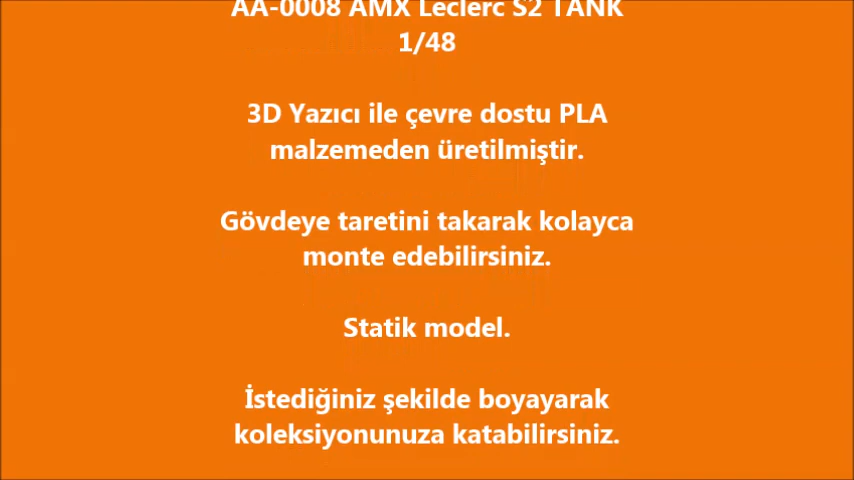 AA-0008 AMX Leclerc S2 TANK
1/48
3D Yazıcı ile çevre dostu PLA
malzemeden üretilmiştir.
Gövdeye taretini takarak kolayca
monte edebilirsiniz.
Statik model.
İstediğiniz şekilde boyayarak
koleksiyonunuza katabilirsiniz.